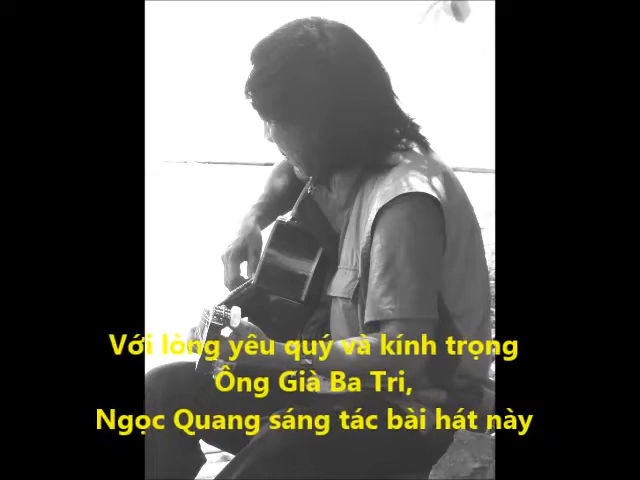 Với lòng yêu quý và kính trọng
Ông Già Ba Tri,
Ngọc Quang sáng tác bài hát này